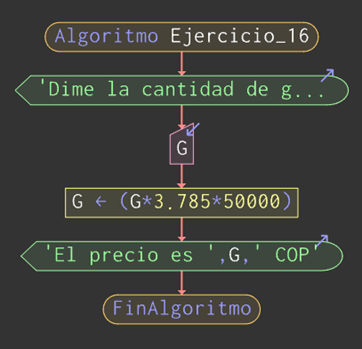 Algoritmo Ejercicio_16
'Dime la cantidad de g...
G
G ← (G*3.785*50000)
'El precio es ',G,' COP'
FinAlgoritmo